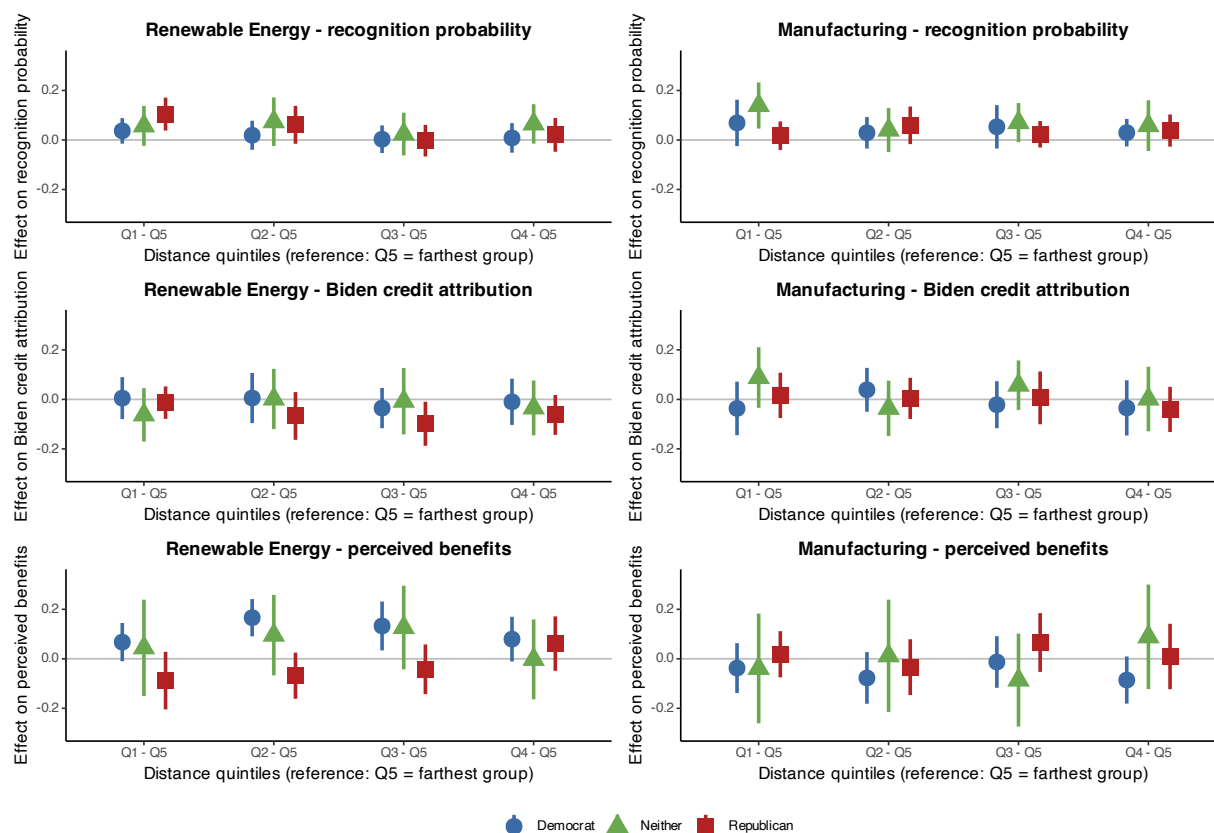 Renewable Energy - recognition probability
Effect on recognition probability
0.2
0.0
-0.2
Q1 - Q5 Q2 - Q5 Q3 - Q5 Q4 - Q5
Distance quintiles (reference: Q5 = farthest group)
Manufacturing - recognition probability
Effect on recognition probability
0.2
0.0
-0.2
Q1 - Q5 Q2 - Q5 Q3 - Q5 Q4 - Q5
Distance quintiles (reference: Q5 = farthest group)
Renewable Energy - Biden credit attribution
Effect on Biden credit attribution
0.2
0.0
-0.2
Q1 - Q5 Q2 - Q5 Q3 - Q5 Q4 - Q5
Distance quintiles (reference: Q5 = farthest group)
Manufacturing - Biden credit attribution
Effect on Biden credit attribution
0.2
0.0
-0.2
Q1 - Q5 Q2 - Q5 Q3 - Q5 Q4 - Q5
Distance quintiles (reference: Q5 = farthest group)
Renewable Energy - perceived benefits
Effect on perceived benefits
0.2
0.0
-0.2
Q1 - Q5 Q2 - Q5 Q3 - Q5 Q4 - Q5
Distance quintiles (reference: Q5 = farthest group)
Manufacturing - perceived benefits
Effect on perceived benefits
0.2
0.0
-0.2
Q1 - Q5 Q2 - Q5 Q3 - Q5 Q4 - Q5
Distance quintiles (reference: Q5 = farthest group)
Democrat Neither Republican